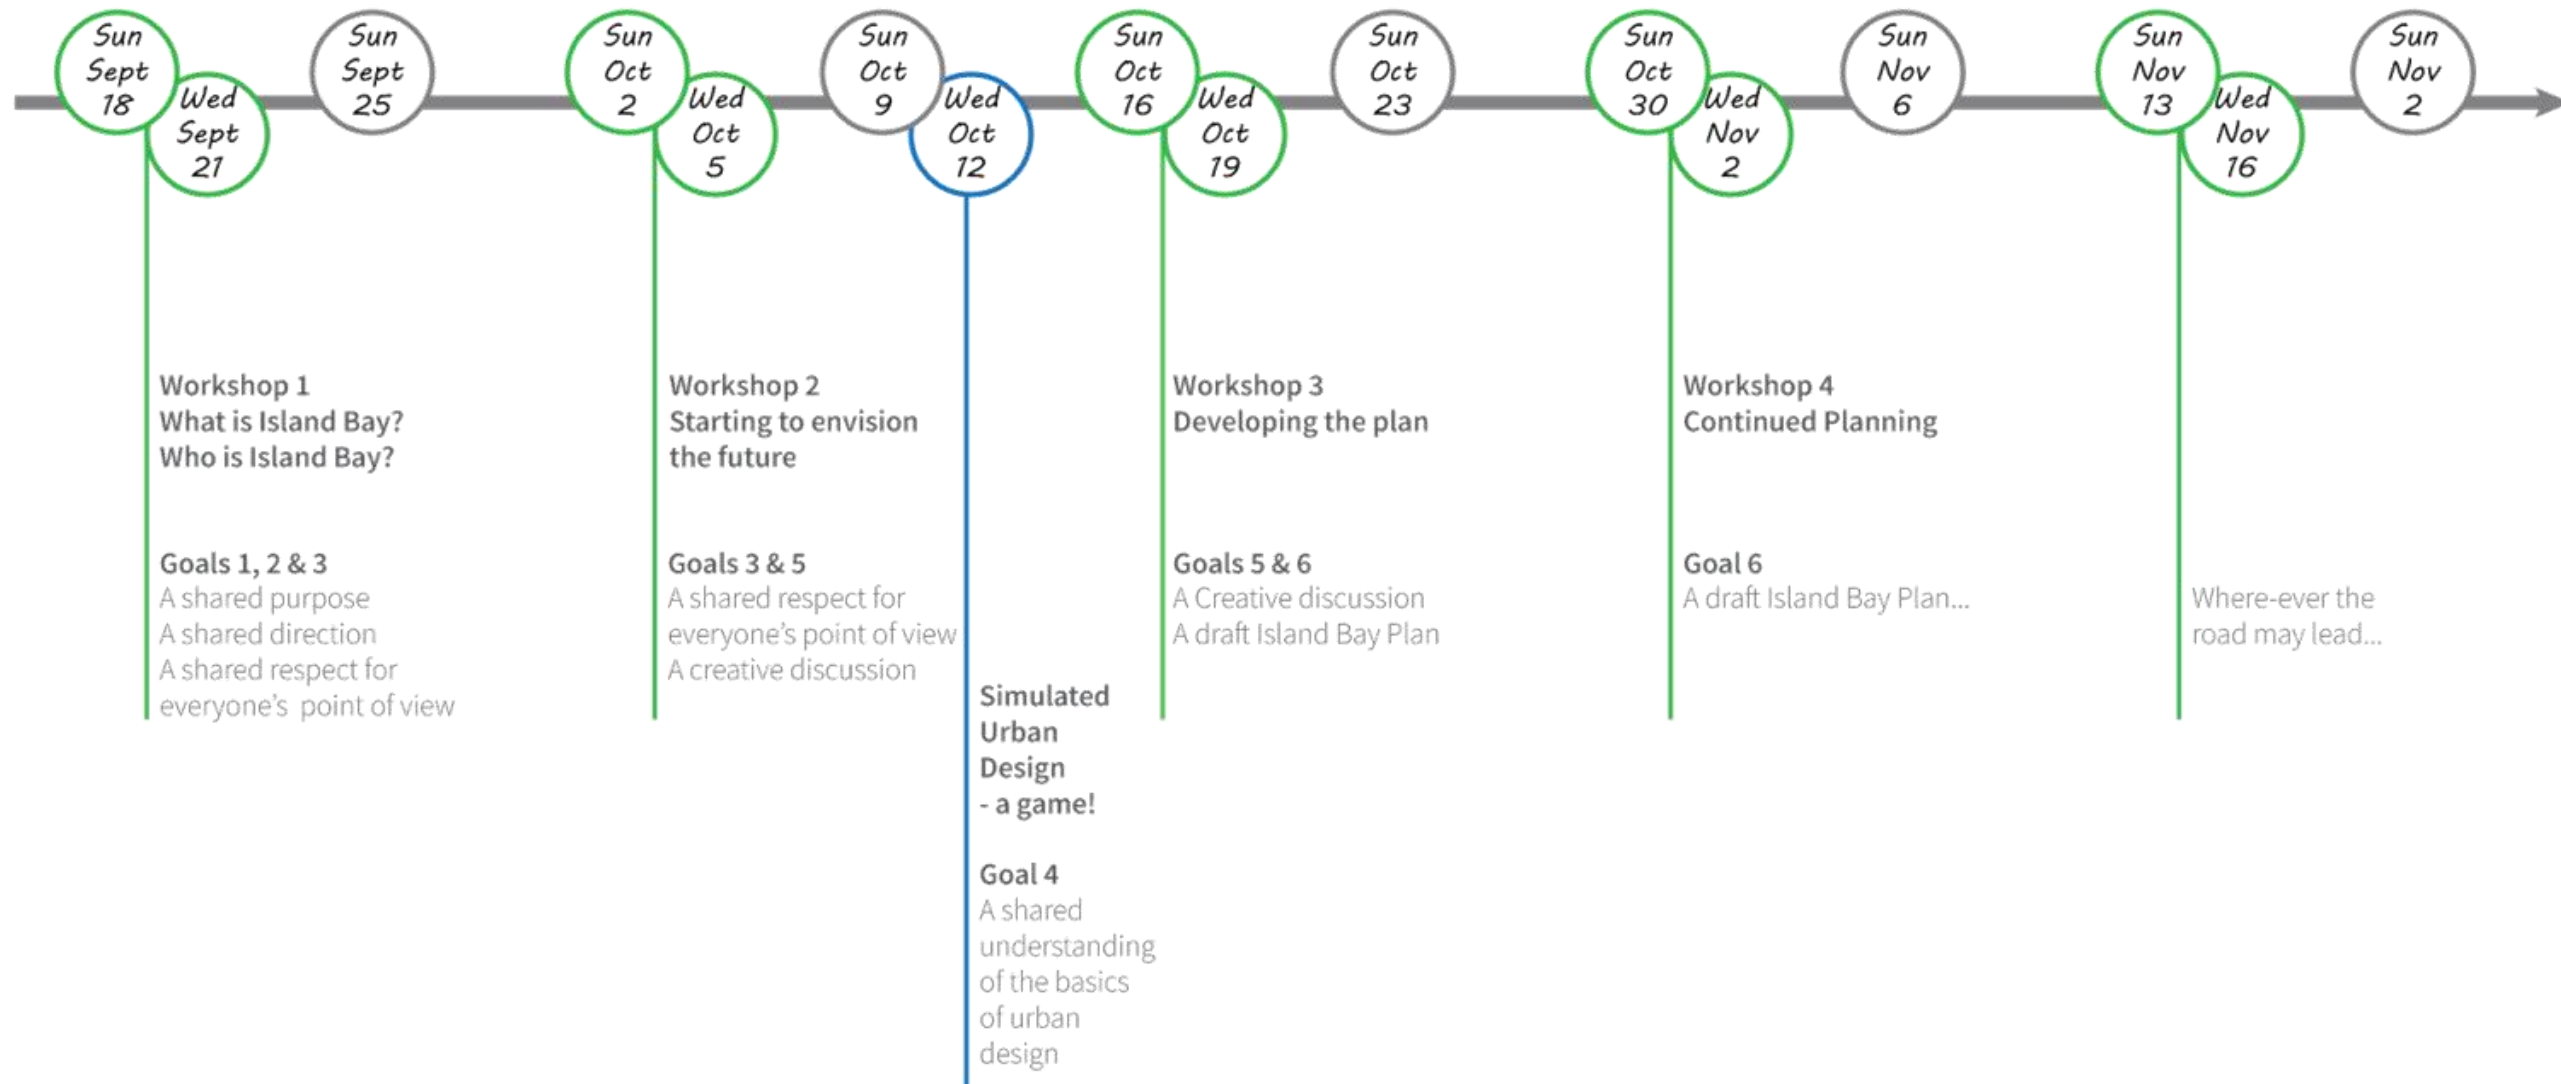 Sun
Sept
18
Wed
Sept
21
Sun
Sept
25
Sun
Oct
2
Wed
Oct
5
Sun
Oct
9
Wed
Oct
12
Sun
Oct
16
Wed
Oct
19
Sun
Oct
23
Sun
Oct
30
Wed
Nov
2
Sun
Nov
6
Sun
Nov
13
Wed
Nov
16
Sun
Nov
2
Workshop 1
What is Island Bay?
Who is Island Bay?
Goals 1, 2 & 3
A shared purpose
A shared direction
A shared respect for
everyone's point of view
Workshop 2
Starting to envision
the future
Goals 3 & 5
A shared respect for
everyone's point of view
A creative discussion
Simulated
Urban
Design
- a game!
Goal 4
A shared
understanding
of the basics
of urban
design
Workshop 3
Developing the plan
Goals 5 & 6
A Creative discussion
A draft Island Bay Plan
Workshop 4
Continued Planning
Goal 6
A draft Island Bay Plan...
Where-ever the
road may lead...